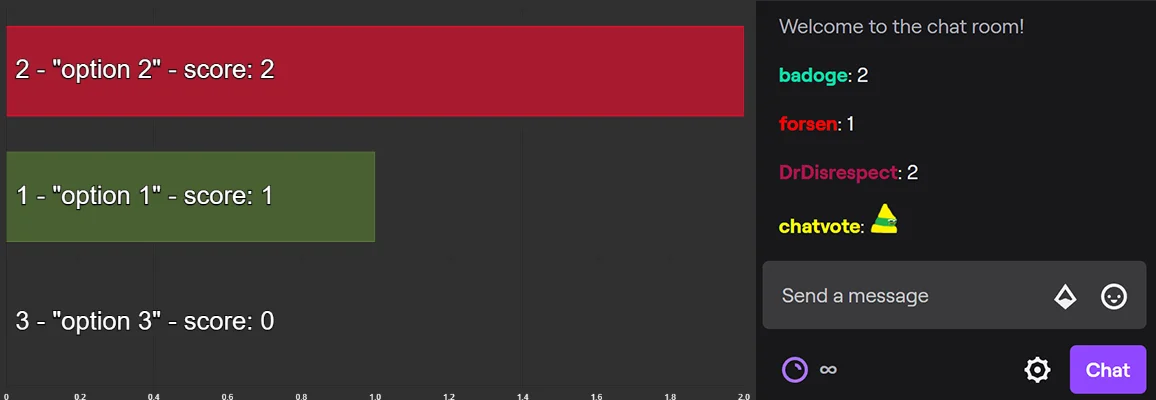 2 - "option 2" - score: 2
1 - "option 1" - score: 1
3 - "option 3" - score: 0
0 0.2 0.4 0.6 0.8 1.0 1.2 1.4 1.6 1.8 2.0
Welcome to the chat room!
badoge: 2
forsen: 1
DrDisrespect: 2
chatvote:
Send a message
∞
Chat